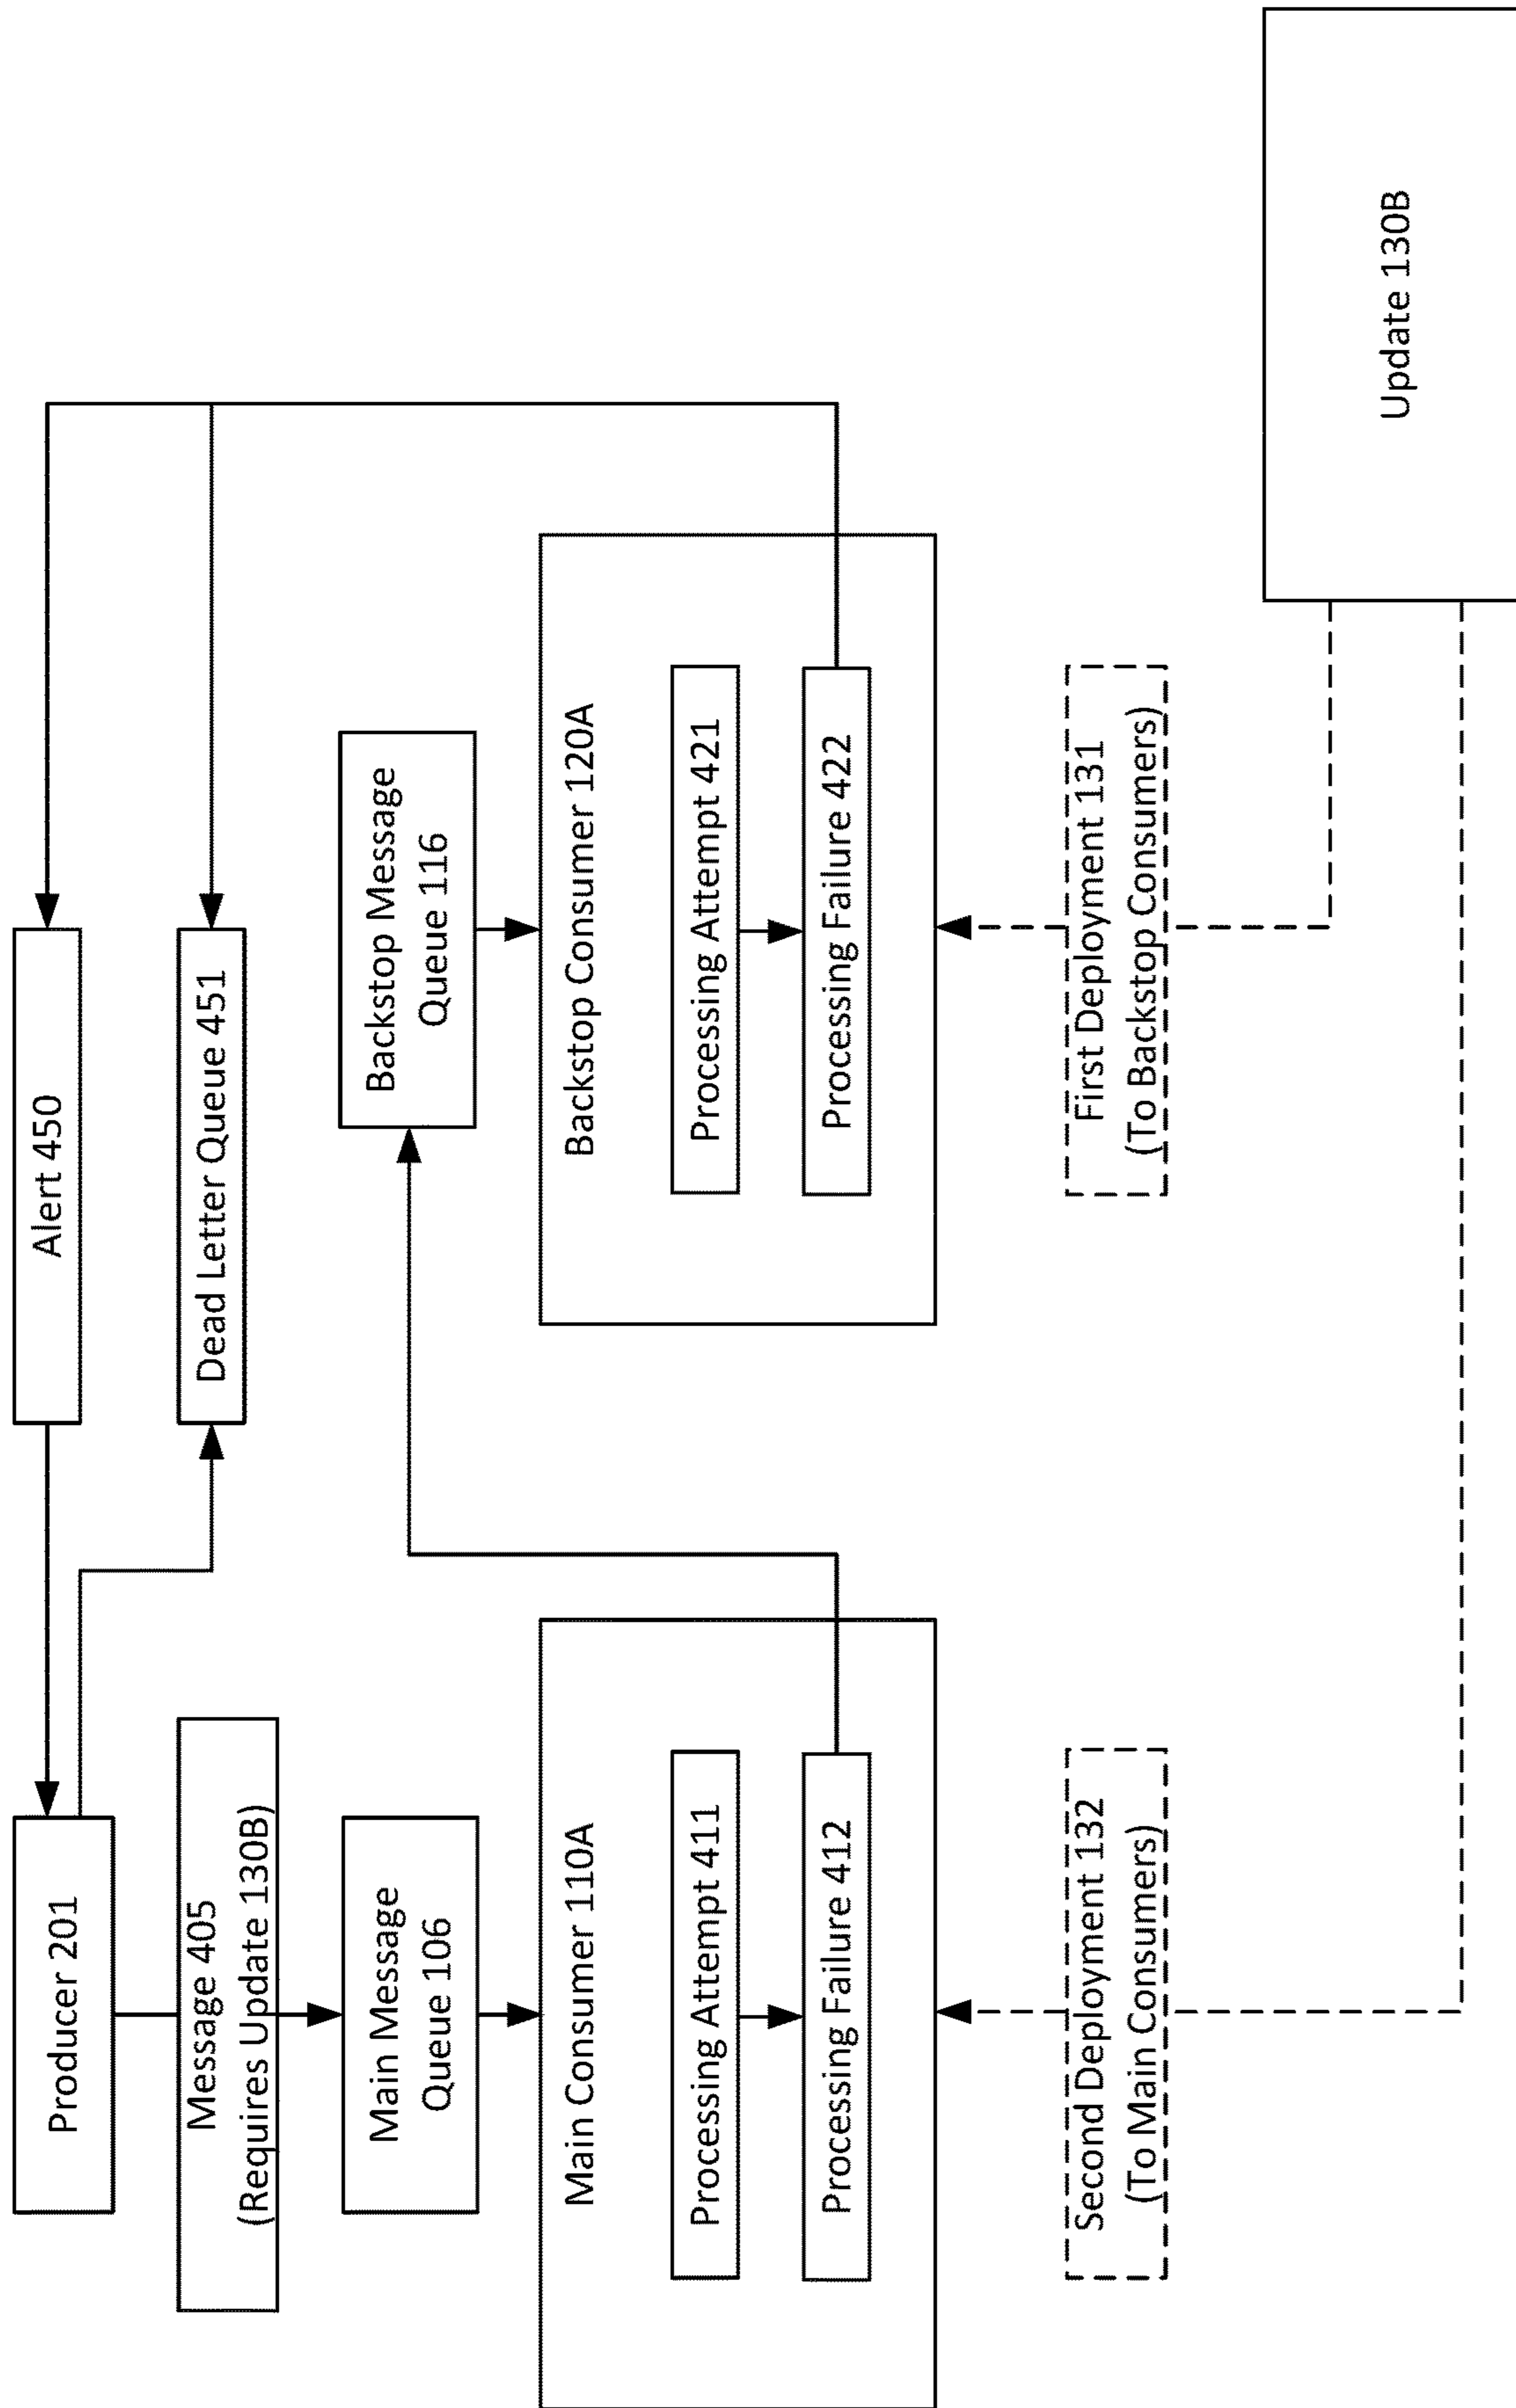 Producer 201
Message 405
(Requires Update 130B)
Main Message
Queue 106
Main Consumer 110A
Processing Attempt 411
Processing Failure 412
Second Deployment 132
(To Main Consumers)
Alert 450
Dead Letter Queue 451
Backstop Message
Queue 116
Backstop Consumer 120A
Processing Attempt 421
Processing Failure 422
First Deployment 131
(To Backstop Consumers)
Update 130B